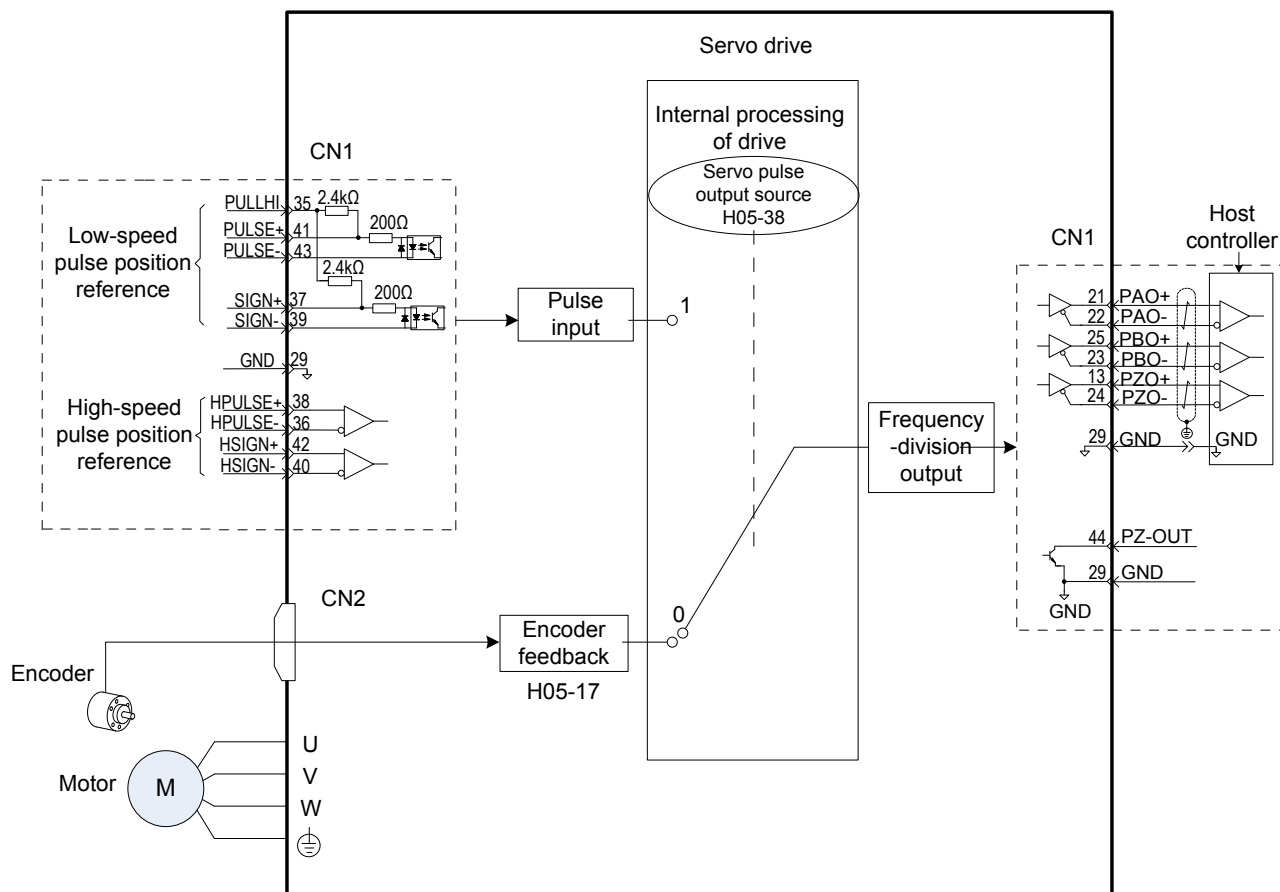 Servo drive
Internal processing
of drive
Servo pulse
output source
H05-38
CN1
Low-speed
pulse position
reference
PULLHI 35 2.4kΩ
PULSE+ 41 200Ω
PULSE- 43
2.4kΩ
SIGN+ 37 200Ω
SIGN- 39
GND 29
High-speed
pulse position
reference
HPULSE+ 38
HPULSE- 36
HSIGN+ 42
HSIGN- 40
Pulse
input
1
0
Frequency
-division
output
CN1
Host
controller
21 PAO+
22 PAO-
25 PBO+
23 PBO-
13 PZO+
24 PZO-
29 GND GND
44 PZ-OUT
29 GND
GND
CN2
Encoder
Encoder
feedback
H05-17
Motor
M
U
V
W